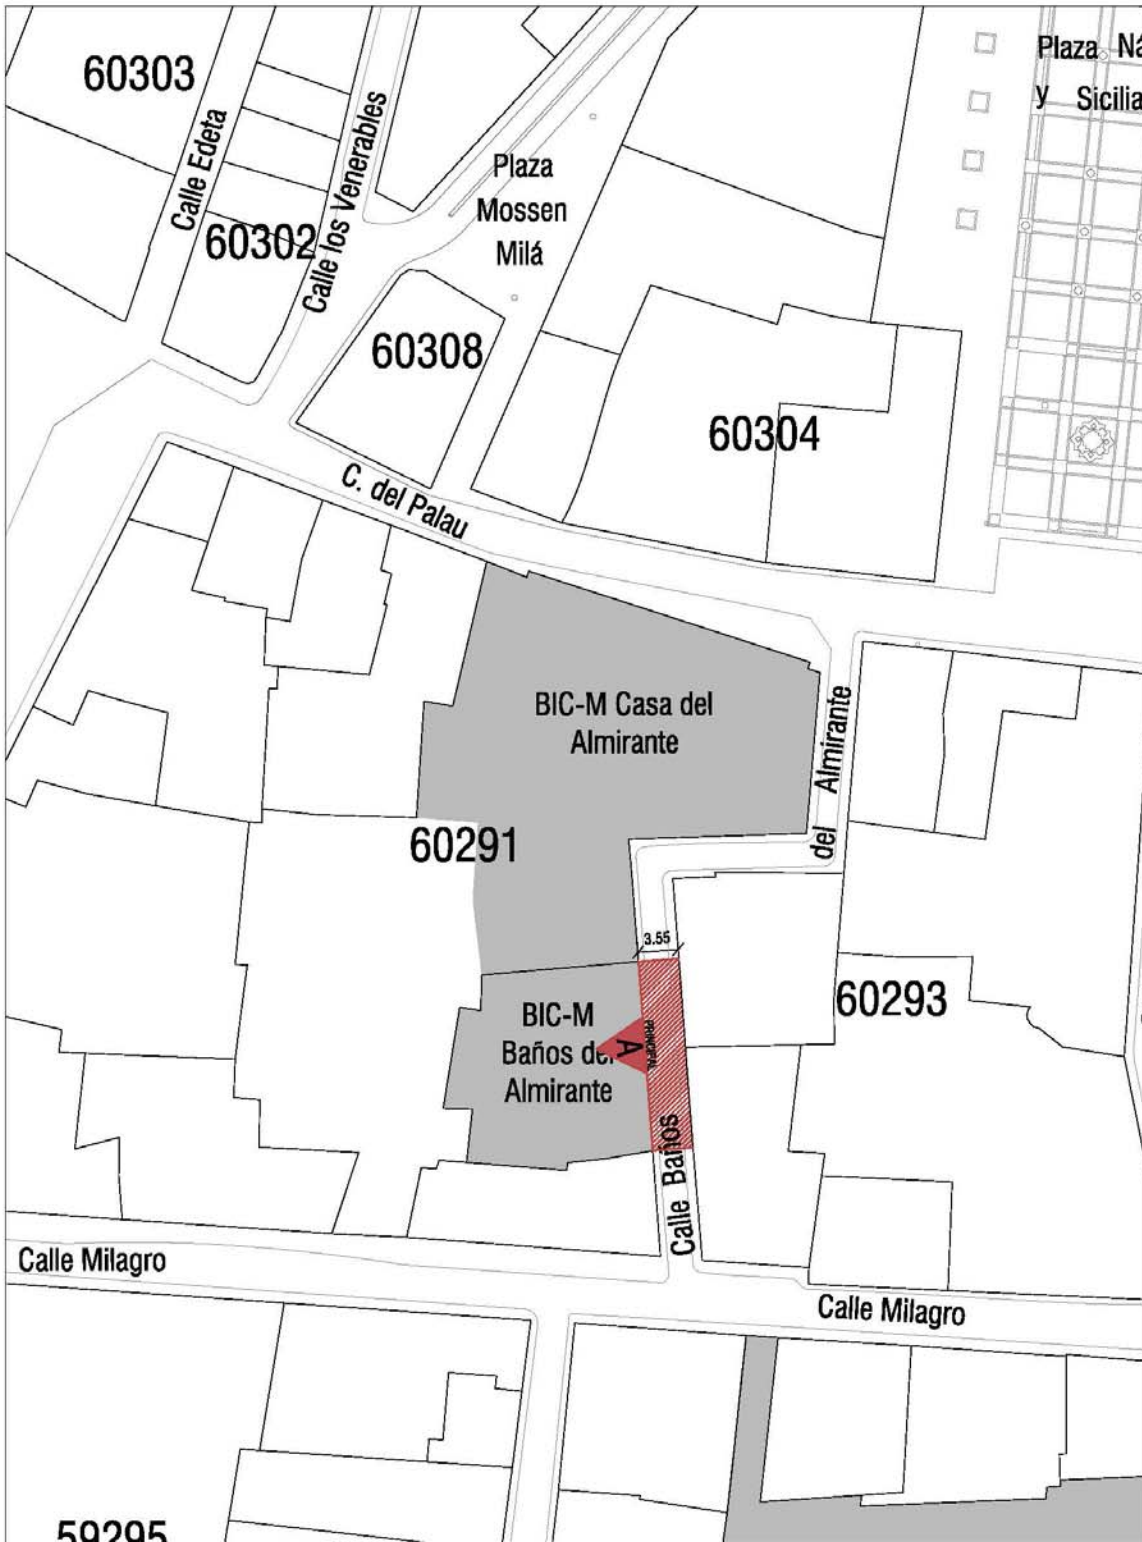 60303
Calle Edeta
60302
Calle los Venerables
Plaza
Mossen
Milá
Plaza
y Sicilia
60308
60304
C. del Palau
BIC-M Casa del
Almirante
del Almirante
60291
3.55
60293
BIC-M
Baños del
Almirante
A
PRINCIPAL
Calle Baños
Calle Milagro
Calle Milagro
59295